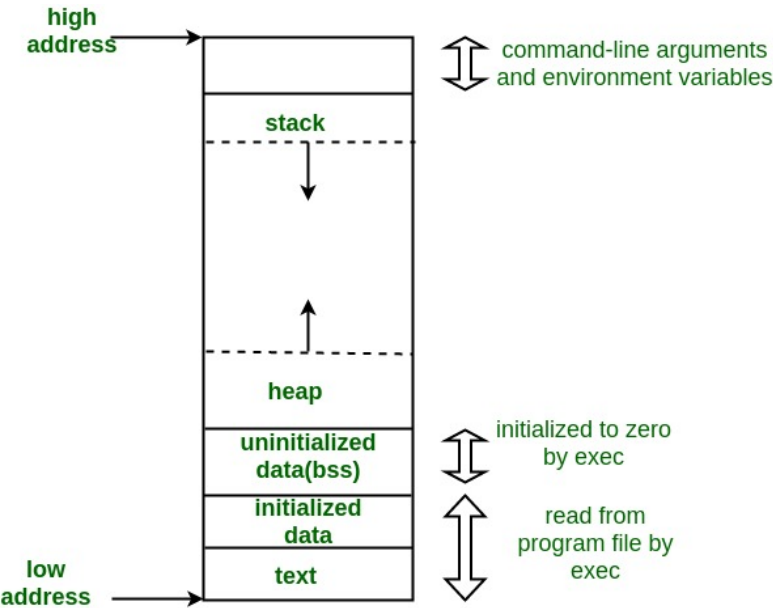 high
address
command-line arguments
and environment variables
stack
heap
uninitialized
data(bss)
initialized to zero
by exec
initialized
data
read from
program file by
exec
text
low
address